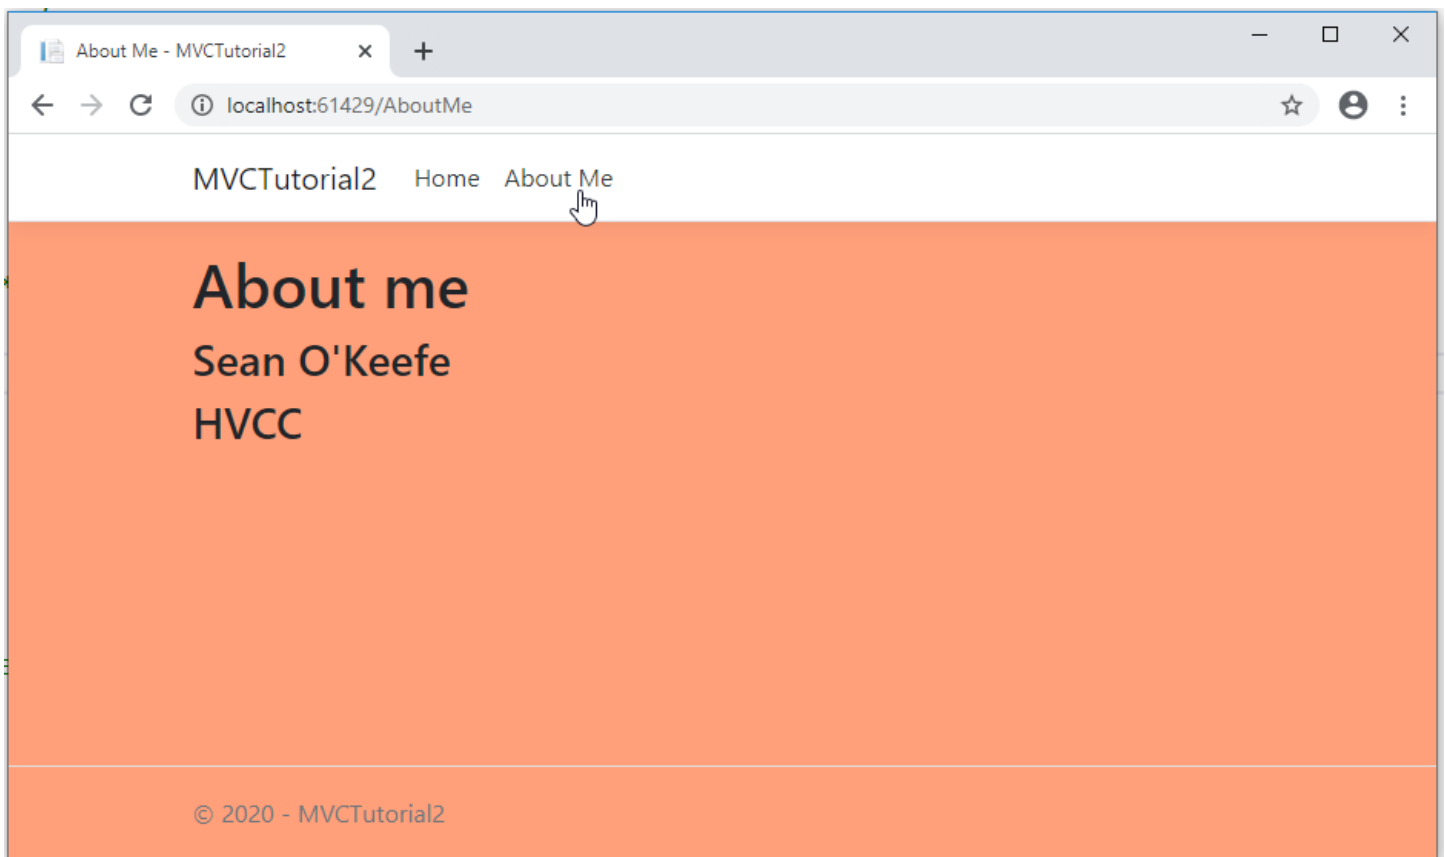 About Me - MVCTutorial2
localhost:61429/AboutMe
MVCTutorial2 Home About Me
About me
Sean O'Keefe
HVCC
© 2020 - MVCTutorial2